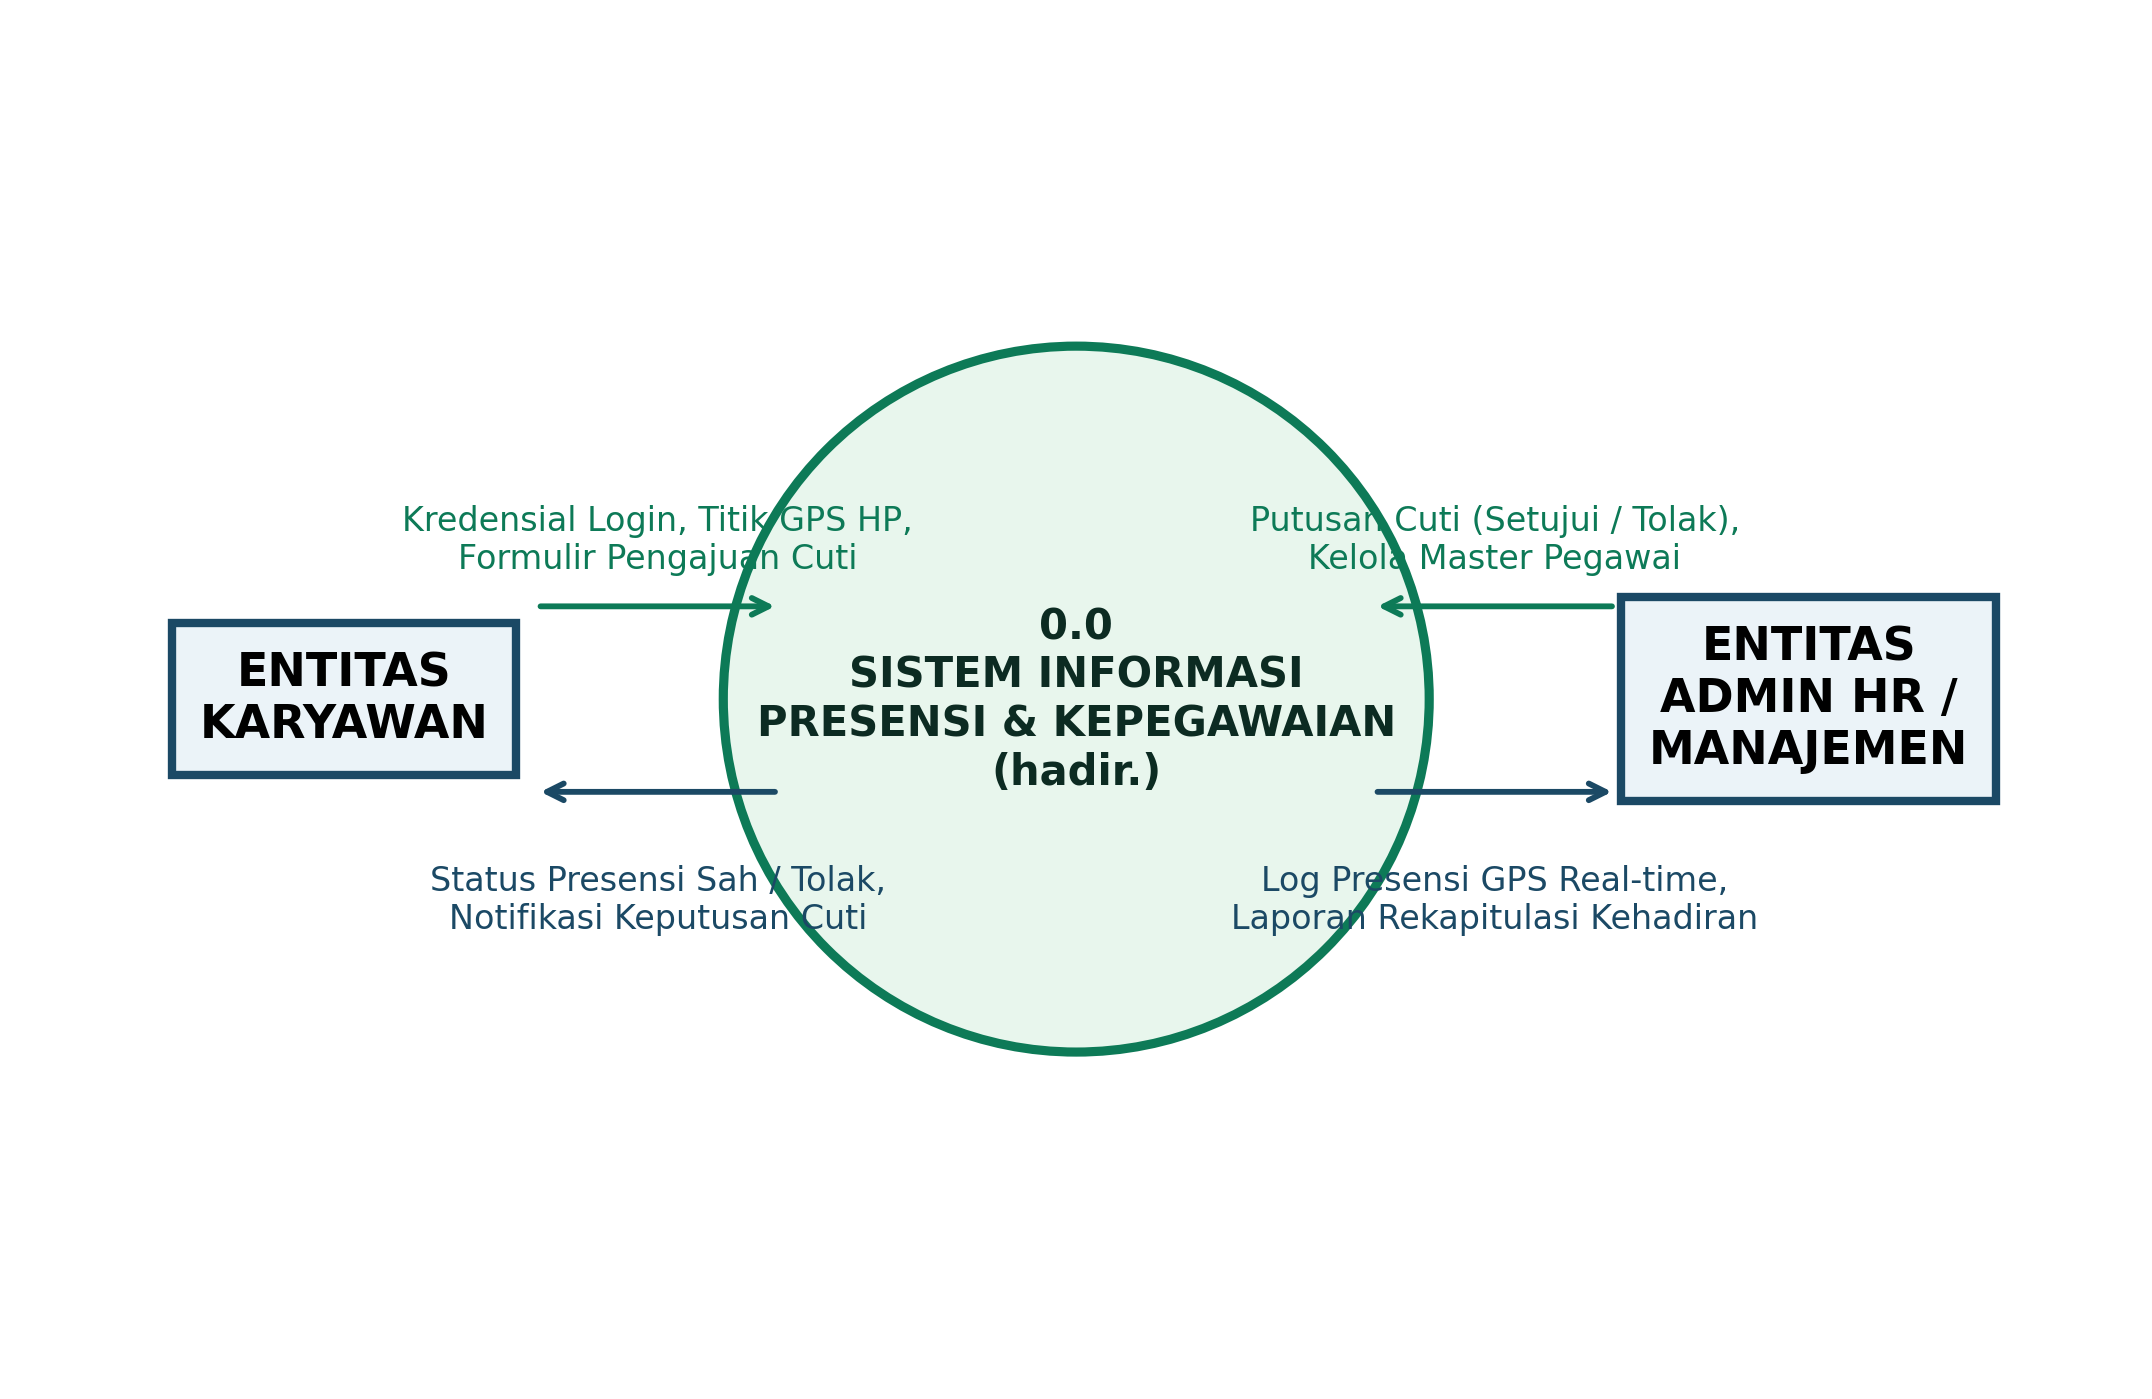 Kredensial Login, Titik GPS HP,
Formulir Pengajuan Cuti
Putusan Cuti (Setujui / Tolak),
Kelola Master Pegawai
ENTITAS
KARYAWAN
0.0
SISTEM INFORMASI
PRESENSI & KEPEGAWAIAN
(hadir.)
ENTITAS
ADMIN HR /
MANAJEMEN
Status Presensi Sah / Tolak,
Notifikasi Keputusan Cuti
Log Presensi GPS Real-time,
Laporan Rekapitulasi Kehadiran